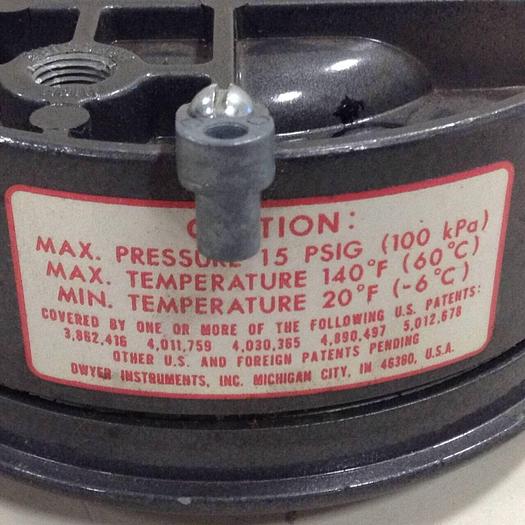 CAUTION:
MAX. PRESSURE 15 PSIG (100 kPa)
MAX. TEMPERATURE 140°F (60°C)
MIN. TEMPERATURE 20°F (-6°C)
COVERED BY ONE OR MORE OF THE FOLLOWING U.S. PATENTS:
3,862,416 4,011,759 4,030,365 4,890,497 5,012,678
OTHER U.S. AND FOREIGN PATENTS PENDING
DWYER INSTRUMENTS, INC. MICHIGAN CITY, IN 46360, U.S.A.